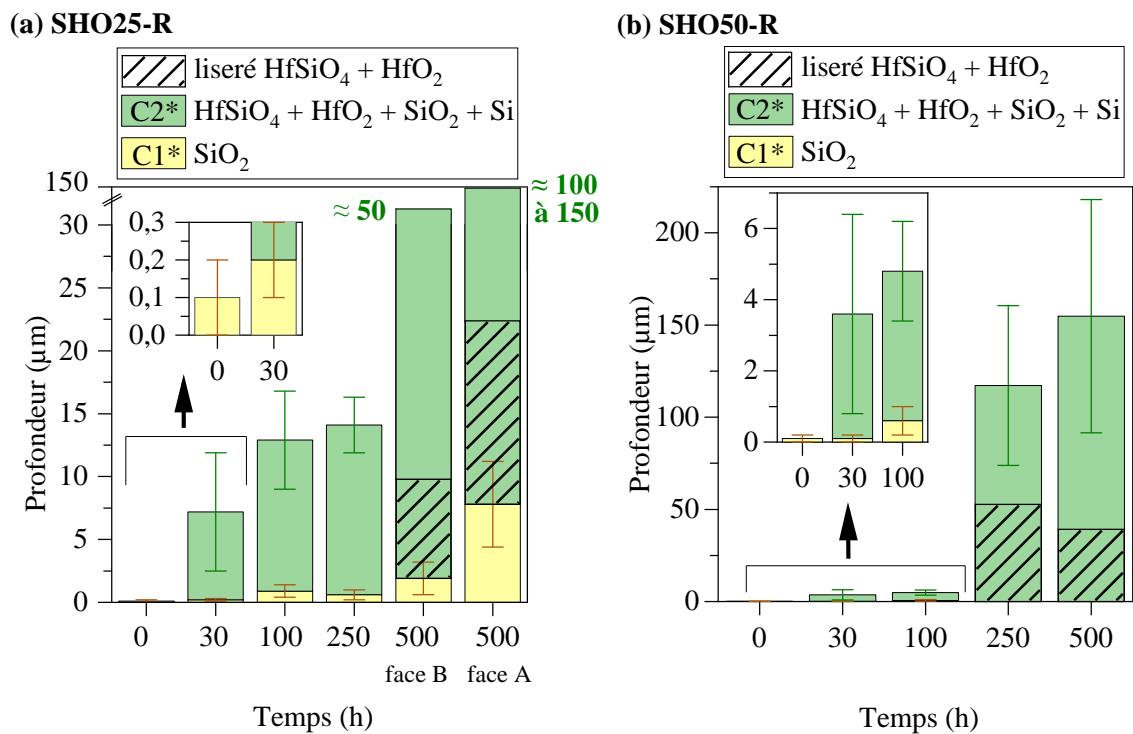 (a) SHO25-R
liseré HfSiO₄ + HfO₂
C2* HfSiO₄ + HfO₂ + SiO₂ + Si
C1* SiO₂
Profondeur (µm)
150
30
25
20
15
10
5
0
0,3
0,2
0,1
0,0
0 30
≈ 50
≈ 100
à 150
0 30 100 250 500 500
face B face A
Temps (h)
(b) SHO50-R
liseré HfSiO₄ + HfO₂
C2* HfSiO₄ + HfO₂ + SiO₂ + Si
C1* SiO₂
Profondeur (µm)
200
150
100
50
0
6
4
2
0
0 30 100
0 30 100 250 500
Temps (h)